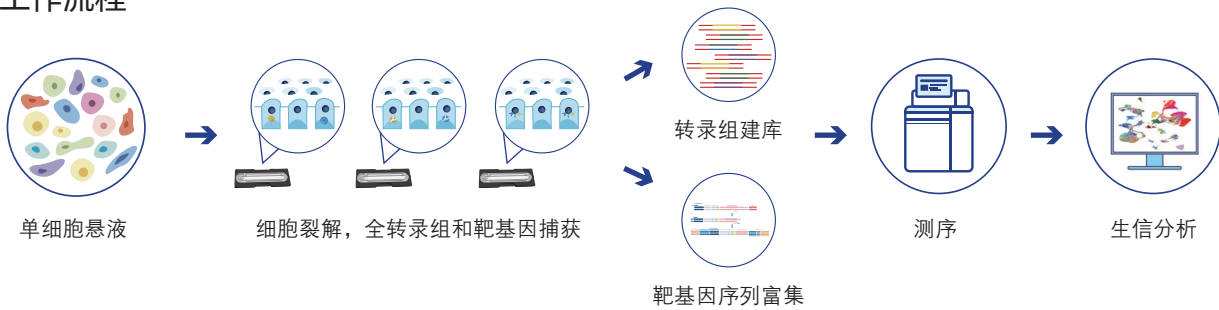 工作流程
转录组建库
单细胞悬液
细胞裂解，全转录组和靶基因捕获
测序
生信分析
靶基因序列富集